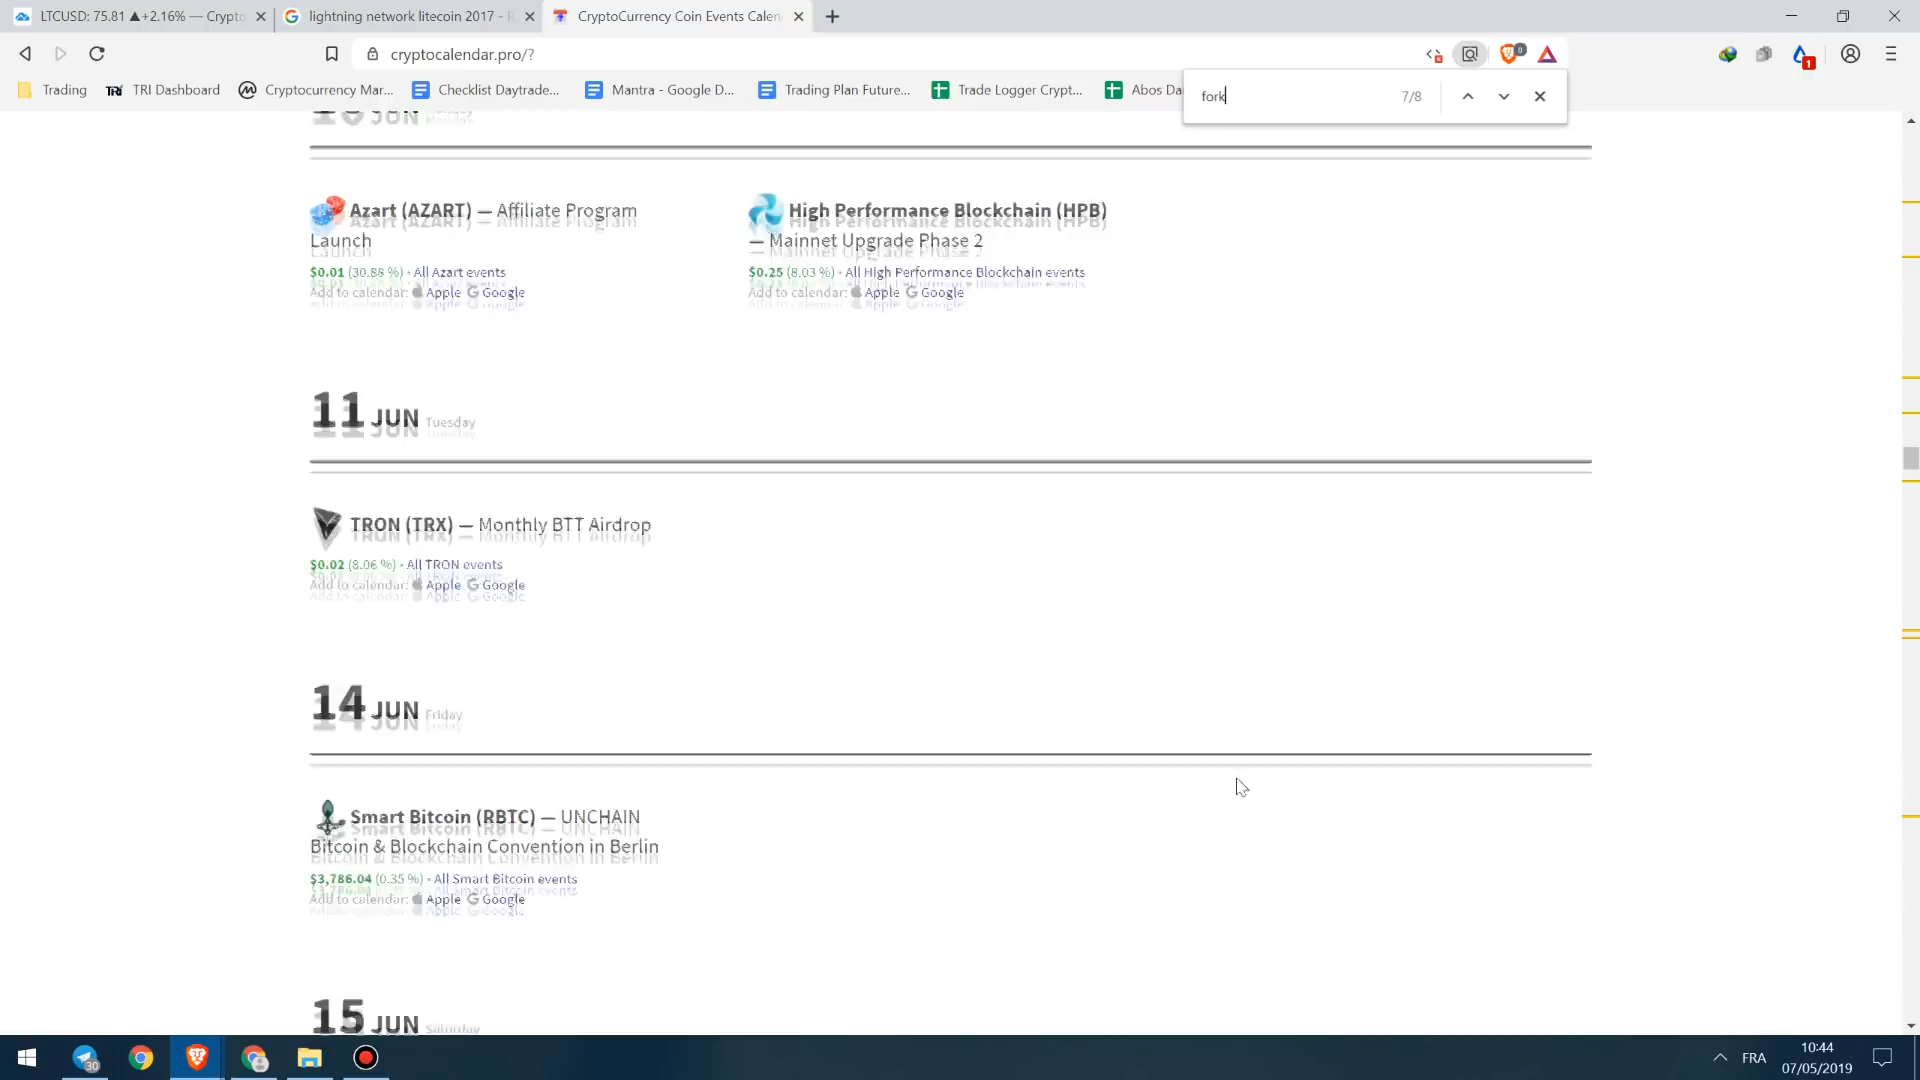 LTCUSD: 75.81 ▲+2.16% — Crypto
lightning network litecoin 2017 - R
CryptoCurrency Coin Events Calen
cryptocalendar.pro/?
0
1
Trading
TRI Dashboard
Cryptocurrency Mar...
Checklist Daytrade...
Mantra - Google D...
Trading Plan Future...
Trade Logger Crypt...
Abos Da
fork
7/8
JUN
Azart (AZART) — Affiliate Program
Launch
$0.01 (30.88 %) • All Azart events
Add to calendar: Apple Google
High Performance Blockchain (HPB)
— Mainnet Upgrade Phase 2
$0.25 (8.03 %) • All High Performance Blockchain events
Add to calendar: Apple Google
11 JUN Tuesday
TRON (TRX) — Monthly BTT Airdrop
$0.02 (8.06 %) • All TRON events
Add to calendar: Apple Google
14 JUN Friday
Smart Bitcoin (RBTC) — UNCHAIN
Bitcoin & Blockchain Convention in Berlin
$3,786.04 (0.35 %) • All Smart Bitcoin events
Add to calendar: Apple Google
15 JUN Saturday
30
FRA
10:44
07/05/2019